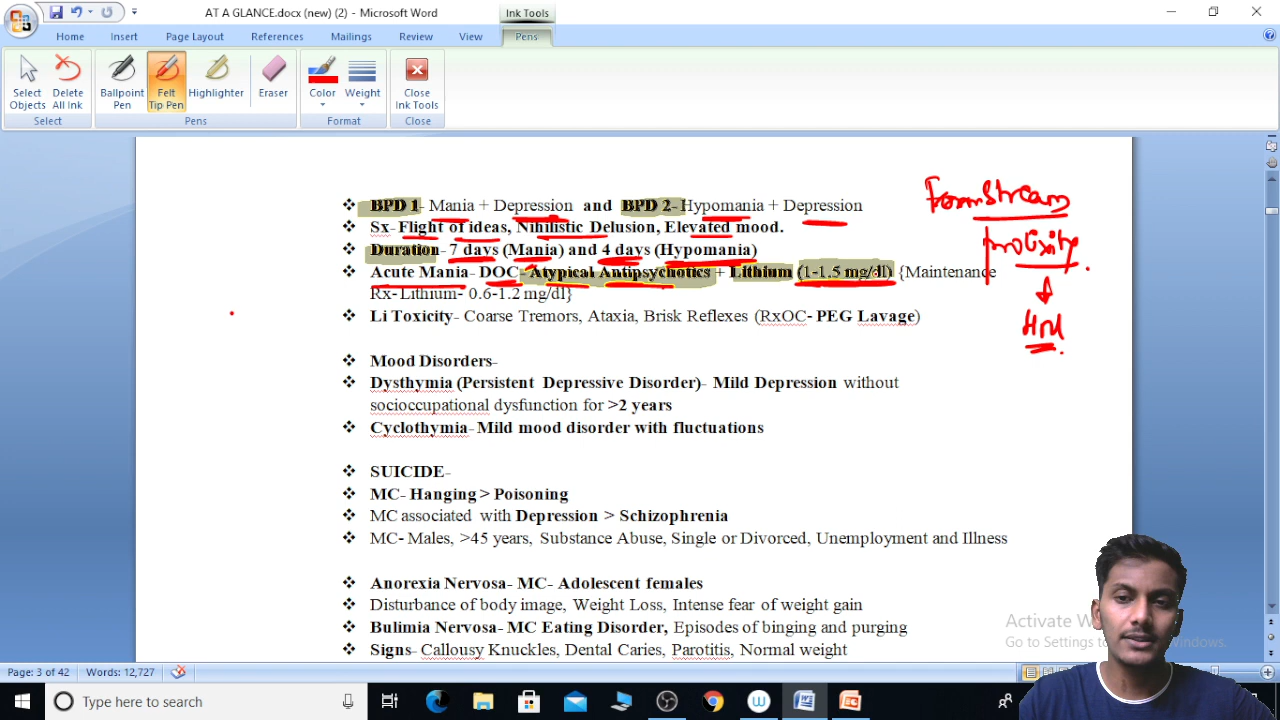 AT A GLANCE.docx (new) (2) - Microsoft Word
Ink Tools
Home Insert Page Layout References Mailings Review View Pens
Select Objects
Delete All Ink
Ballpoint Pen
Felt Tip Pen
Highlighter
Eraser
Color
Weight
Close Ink Tools
Select Pens Format Close
BPD 1- Mania + Depression and BPD 2- Hypomania + Depression
Sx- Flight of ideas, Nihilistic Delusion, Elevated mood.
Duration- 7 days (Mania) and 4 days (Hypomania)
Acute Mania- DOC- Atypical Antipsychotics + Lithium (1-1.5 mg/dl) {Maintenance
Rx- Lithium- 0.6-1.2 mg/dl}
Li Toxicity- Coarse Tremors, Ataxia, Brisk Reflexes (RxOC- PEG Lavage)
prolixity
Mood Disorders-
Dysthymia (Persistent Depressive Disorder)- Mild Depression without
socioccupational dysfunction for >2 years
Cyclothymia- Mild mood disorder with fluctuations
SUICIDE-
MC- Hanging > Poisoning
MC associated with Depression > Schizophrenia
MC- Males, >45 years, Substance Abuse, Single or Divorced, Unemployment and Illness
Anorexia Nervosa- MC- Adolescent females
Disturbance of body image, Weight Loss, Intense fear of weight gain
Bulimia Nervosa- MC Eating Disorder, Episodes of binging and purging
Signs- Callousy Knuckles, Dental Caries, Parotitis, Normal weight
Activate
Go to Settings to Windows.
Page: 3 of 42 Words: 12,727
Type here to search